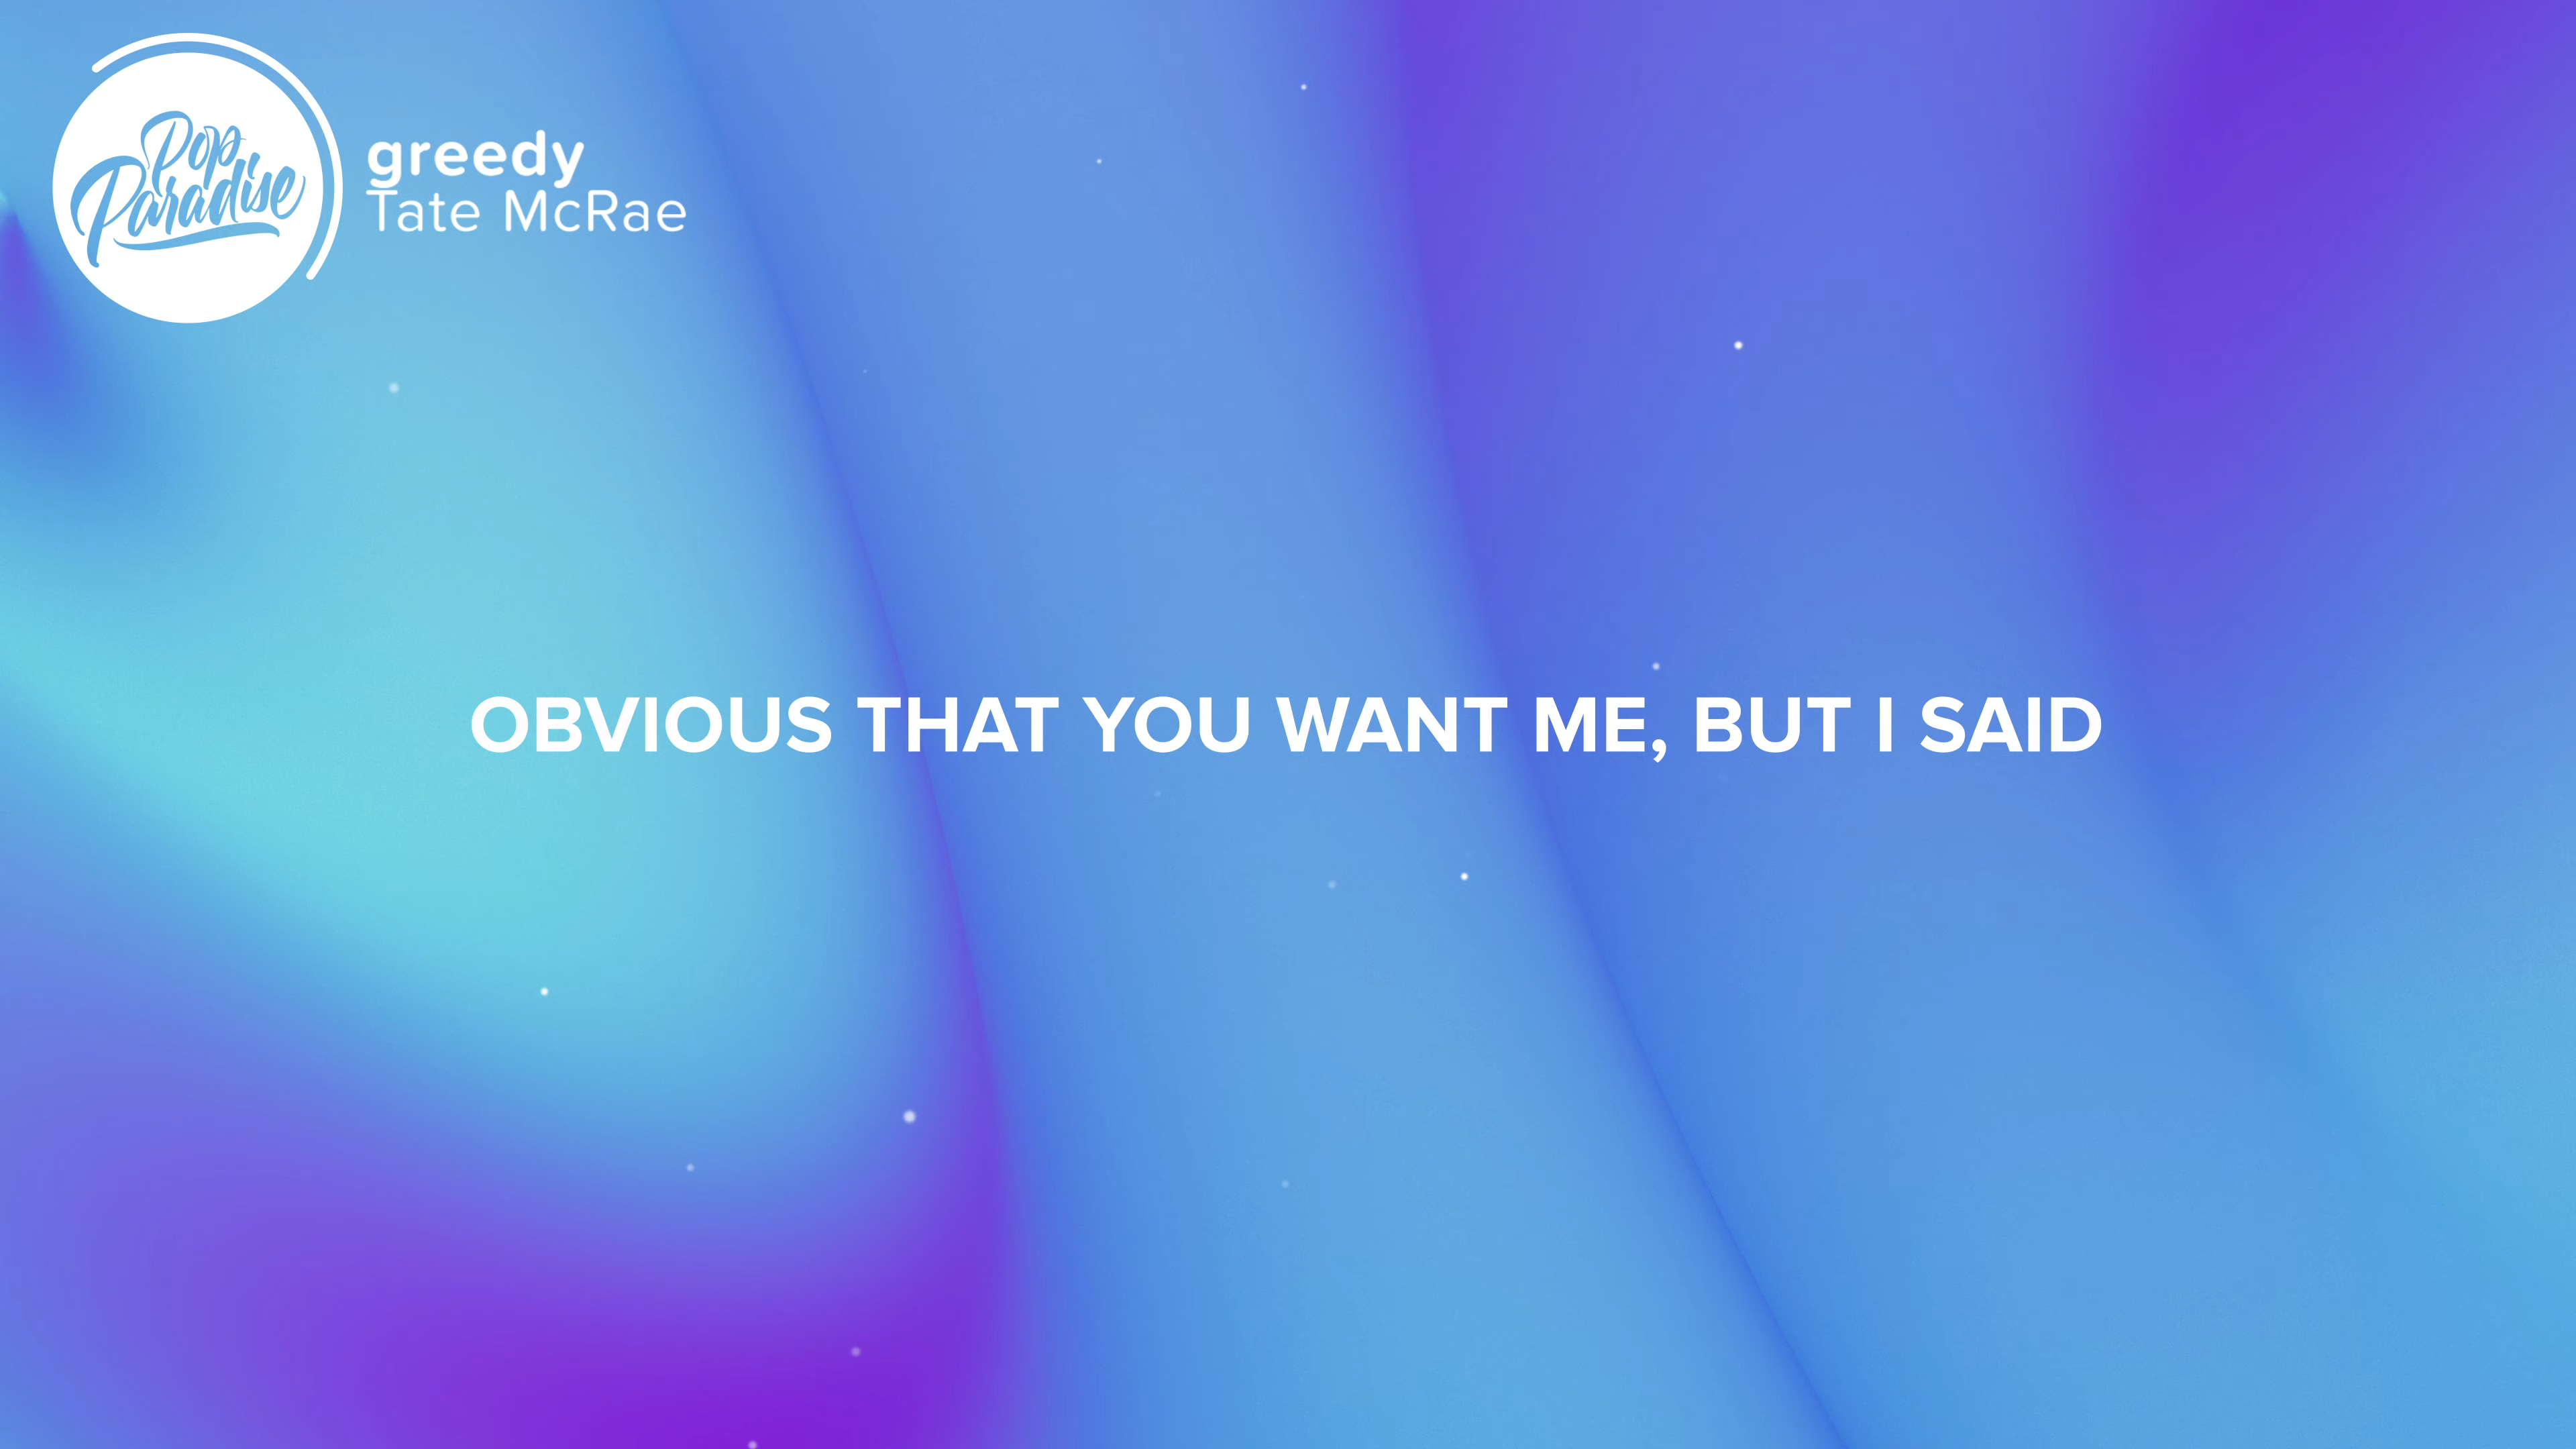 Pop
Paradise
greedy
Tate McRae
OBVIOUS THAT YOU WANT ME, BUT I SAID